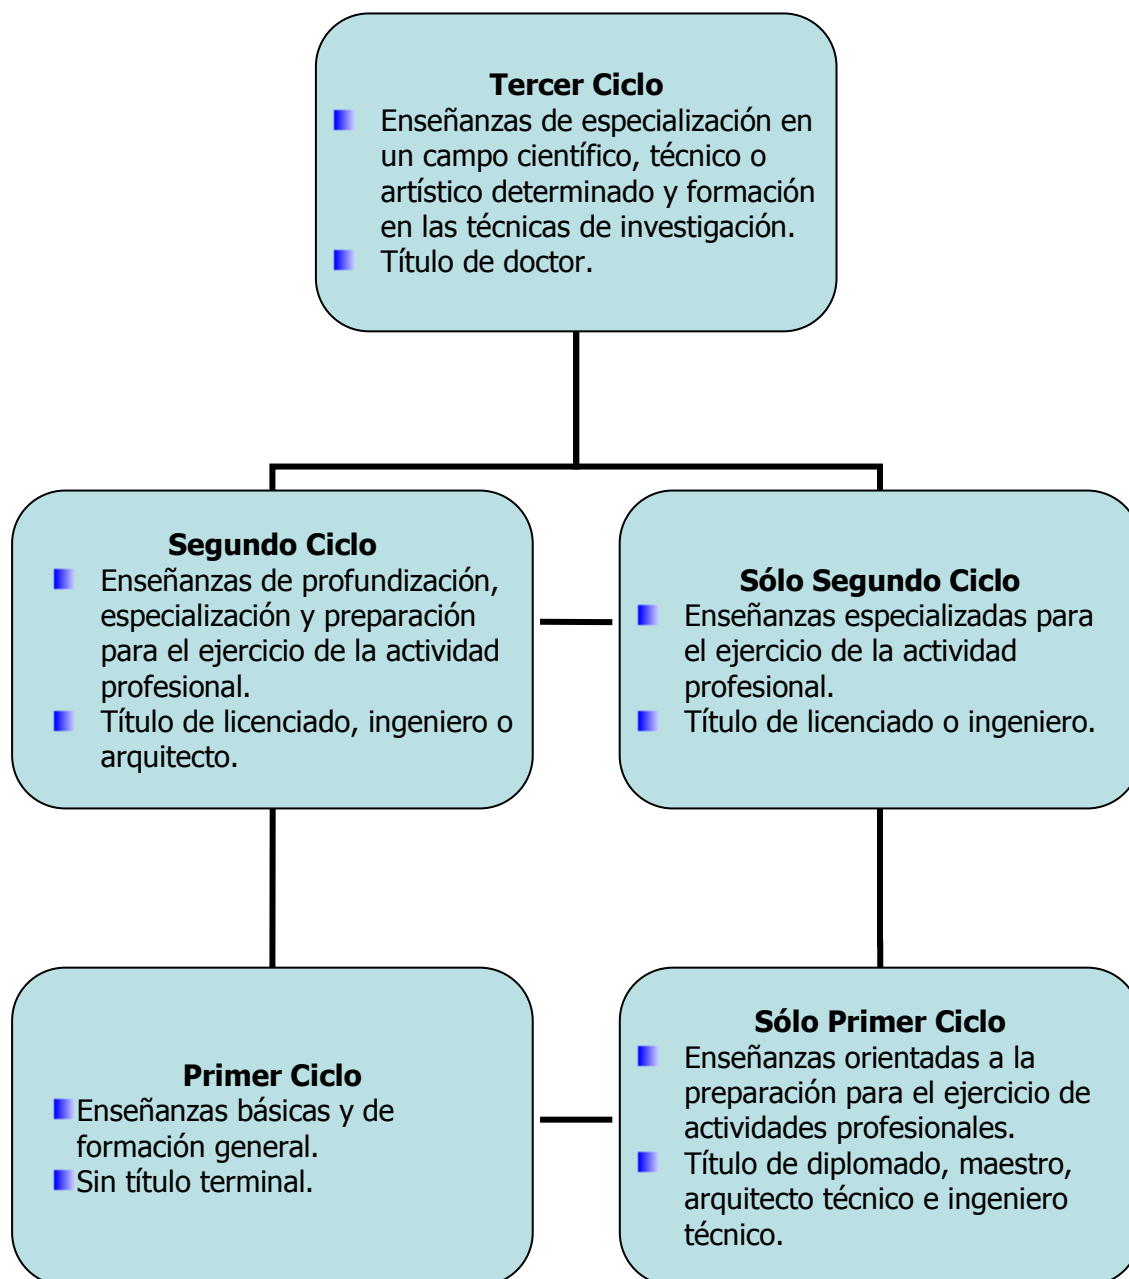 Tercer Ciclo
Enseñanzas de especialización en
un campo científico, técnico o
artístico determinado y formación
en las técnicas de investigación.
Título de doctor.
Segundo Ciclo
Enseñanzas de profundización,
especialización y preparación
para el ejercicio de la actividad
profesional.
Título de licenciado, ingeniero o
arquitecto.
Sólo Segundo Ciclo
Enseñanzas especializadas para
el ejercicio de la actividad
profesional.
Título de licenciado o ingeniero.
Primer Ciclo
Enseñanzas básicas y de
formación general.
Sin título terminal.
Sólo Primer Ciclo
Enseñanzas orientadas a la
preparación para el ejercicio de
actividades profesionales.
Título de diplomado, maestro,
arquitecto técnico e ingeniero
técnico.